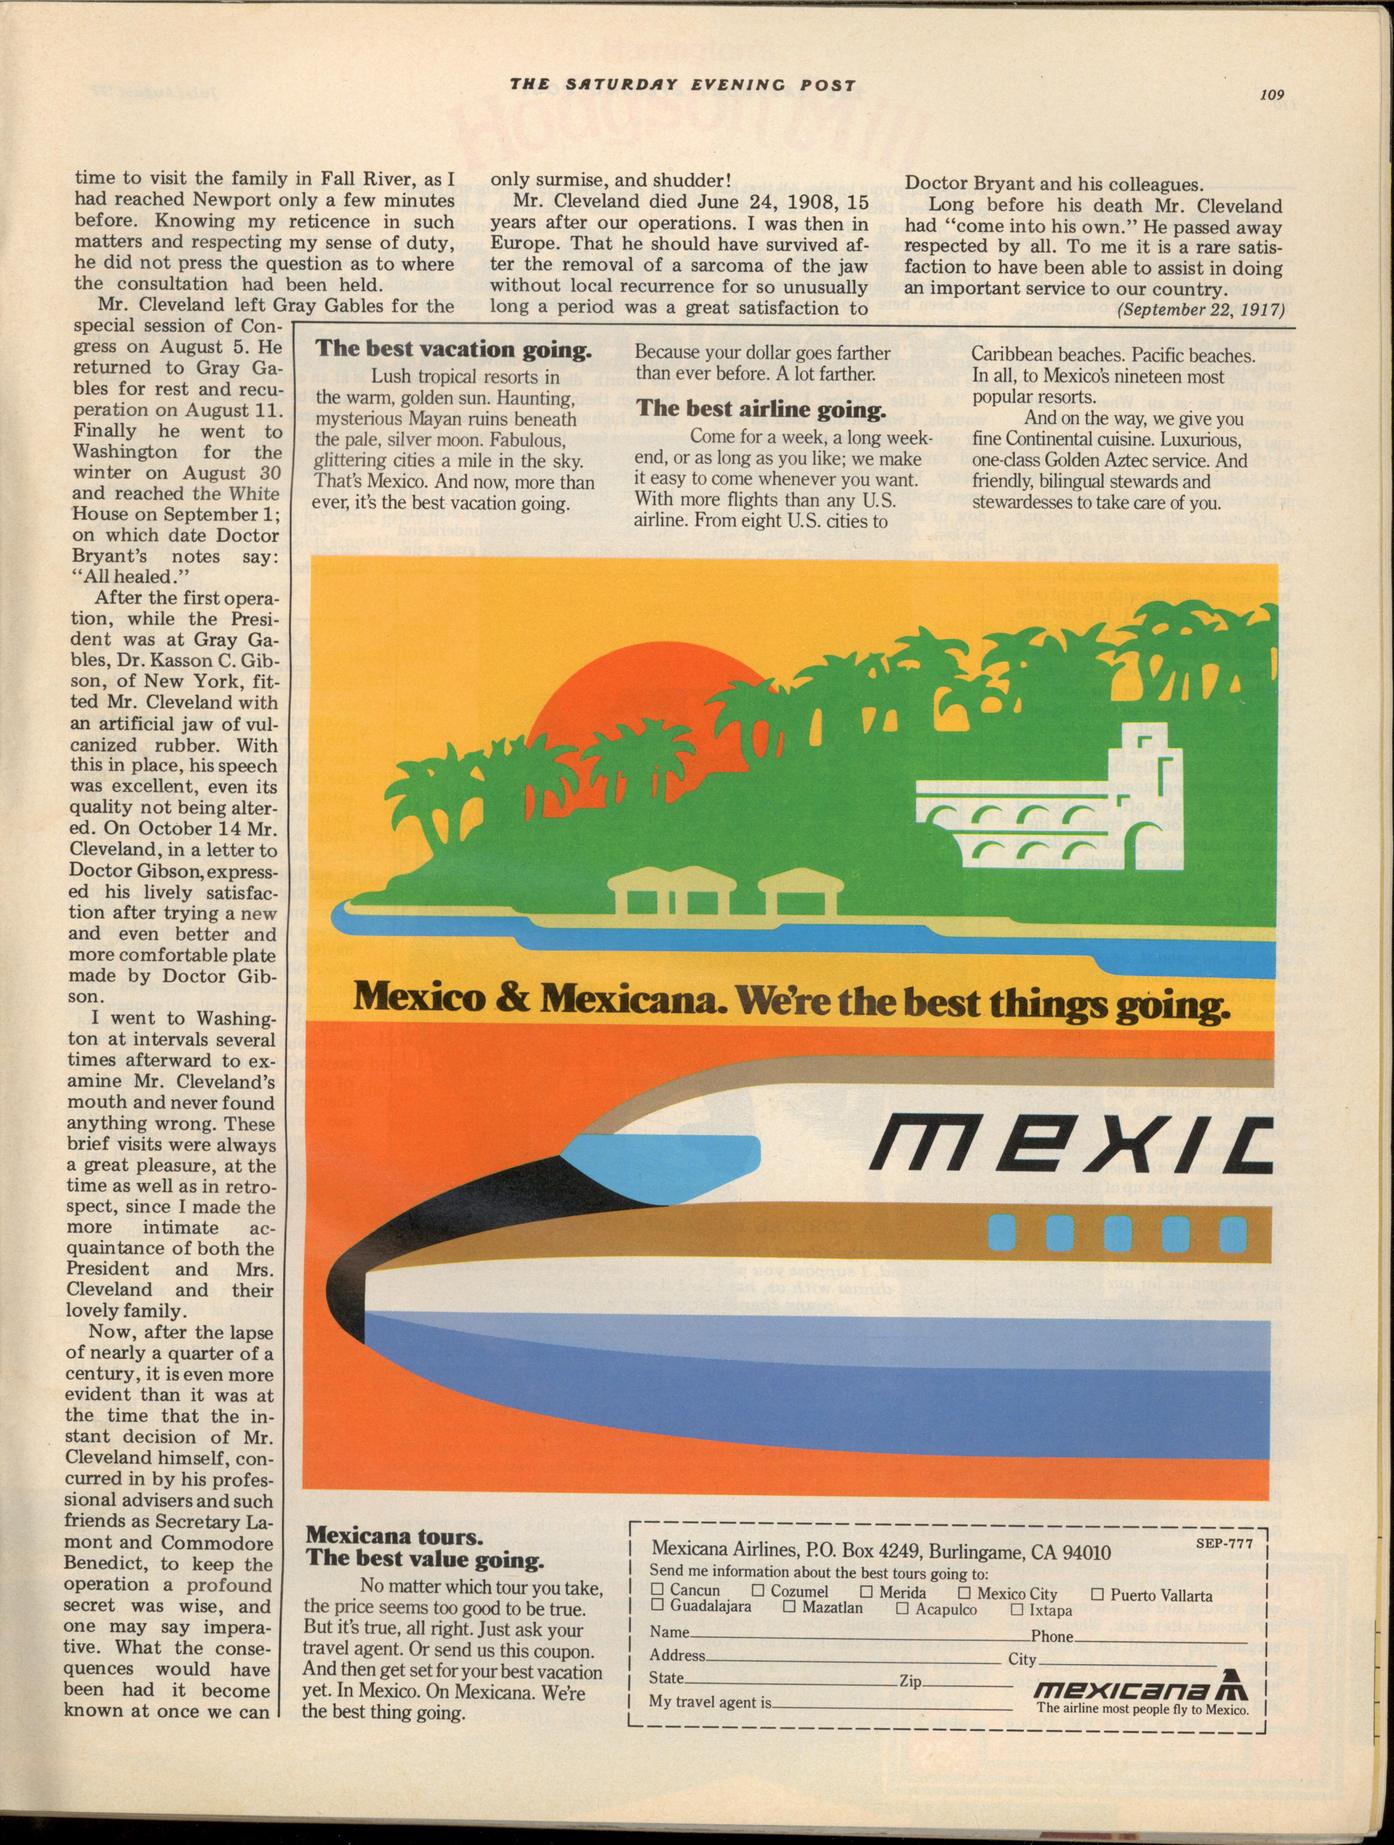 THE SATURDAY EVENING POST
109
time to visit the family in Fall River, as I
had reached Newport only a few minutes
before. Knowing my reticence in such
matters and respecting my sense of duty,
he did not press the question as to where
the consultation had been held.
Mr. Cleveland left Gray Gables for the
special session of Con-
gress on August 5. He
returned to Gray Ga-
bles for rest and recu-
peration on August 11.
Finally he went to
Washington for the
winter on August 30
and reached the White
House on September 1;
on which date Doctor
Bryant's notes say:
"All healed."
After the first opera-
tion, while the Presi-
dent was at Gray Ga-
bles, Dr. Kasson C. Gib-
son, of New York, fit-
ted Mr. Cleveland with
an artificial jaw of vul-
canized rubber. With
this in place, his speech
was excellent, even its
quality not being alter-
ed. On October 14 Mr.
Cleveland, in a letter to
Doctor Gibson, express-
ed his lively satisfac-
tion after trying a new
and even better and
more comfortable plate
made by Doctor Gib-
son.
I went to Washing-
ton at intervals several
times afterward to ex-
amine Mr. Cleveland's
mouth and never found
anything wrong. These
brief visits were always
a great pleasure, at the
time as well as in retro-
spect, since I made the
more intimate ac-
quaintance of both the
President and Mrs.
Cleveland and their
lovely family.
Now, after the lapse
of nearly a quarter of a
century, it is even more
evident than it was at
the time that the in-
stant decision of Mr.
Cleveland himself, con-
curred in by his profes-
sional advisers and such
friends as Secretary La-
mont and Commodore
Benedict, to keep the
operation a profound
secret was wise, and
one may say impera-
tive. What the conse-
quences would have
been had it become
known at once we can
only surmise, and shudder!
Mr. Cleveland died June 24, 1908, 15
years after our operations. I was then in
Europe. That he should have survived af-
ter the removal of a sarcoma of the jaw
without local recurrence for so unusually
long a period was a great satisfaction to
Doctor Bryant and his colleagues.
Long before his death Mr. Cleveland
had "come into his own." He passed away
respected by all. To me it is a rare satis-
faction to have been able to assist in doing
an important service to our country.
(September 22, 1917)
The best vacation going.
Lush tropical resorts in
the warm, golden sun. Haunting,
mysterious Mayan ruins beneath
the pale, silver moon. Fabulous,
glittering cities a mile in the sky.
That's Mexico. And now, more than
ever, it's the best vacation going.
Because your dollar goes farther
than ever before. A lot farther.
The best airline going.
Come for a week, a long week-
end, or as long as you like; we make
it easy to come whenever you want.
With more flights than any U.S.
airline. From eight U.S. cities to
Caribbean beaches. Pacific beaches.
In all, to Mexico's nineteen most
popular resorts.
And on the way, we give you
fine Continental cuisine. Luxurious,
one-class Golden Aztec service. And
friendly, bilingual stewards and
stewardesses to take care of you.
Mexico & Mexicana. We're the best things going.
mexic
Mexicana tours.
The best value going.
No matter which tour you take,
the price seems too good to be true.
But it's true, all right. Just ask your
travel agent. Or send us this coupon.
And then get set for your best vacation
yet. In Mexico. On Mexicana. We're
the best thing going.
Mexicana Airlines, P.O. Box 4249, Burlingame, CA 94010
SEP-777
Send me information about the best tours going to:
☐ Cancun ☐ Cozumel ☐ Merida ☐ Mexico City ☐ Puerto Vallarta
☐ Guadalajara ☐ Mazatlan ☐ Acapulco ☐ Ixtapa
Name Phone
Address City
State Zip
My travel agent is
mexicana
The airline most people fly to Mexico.